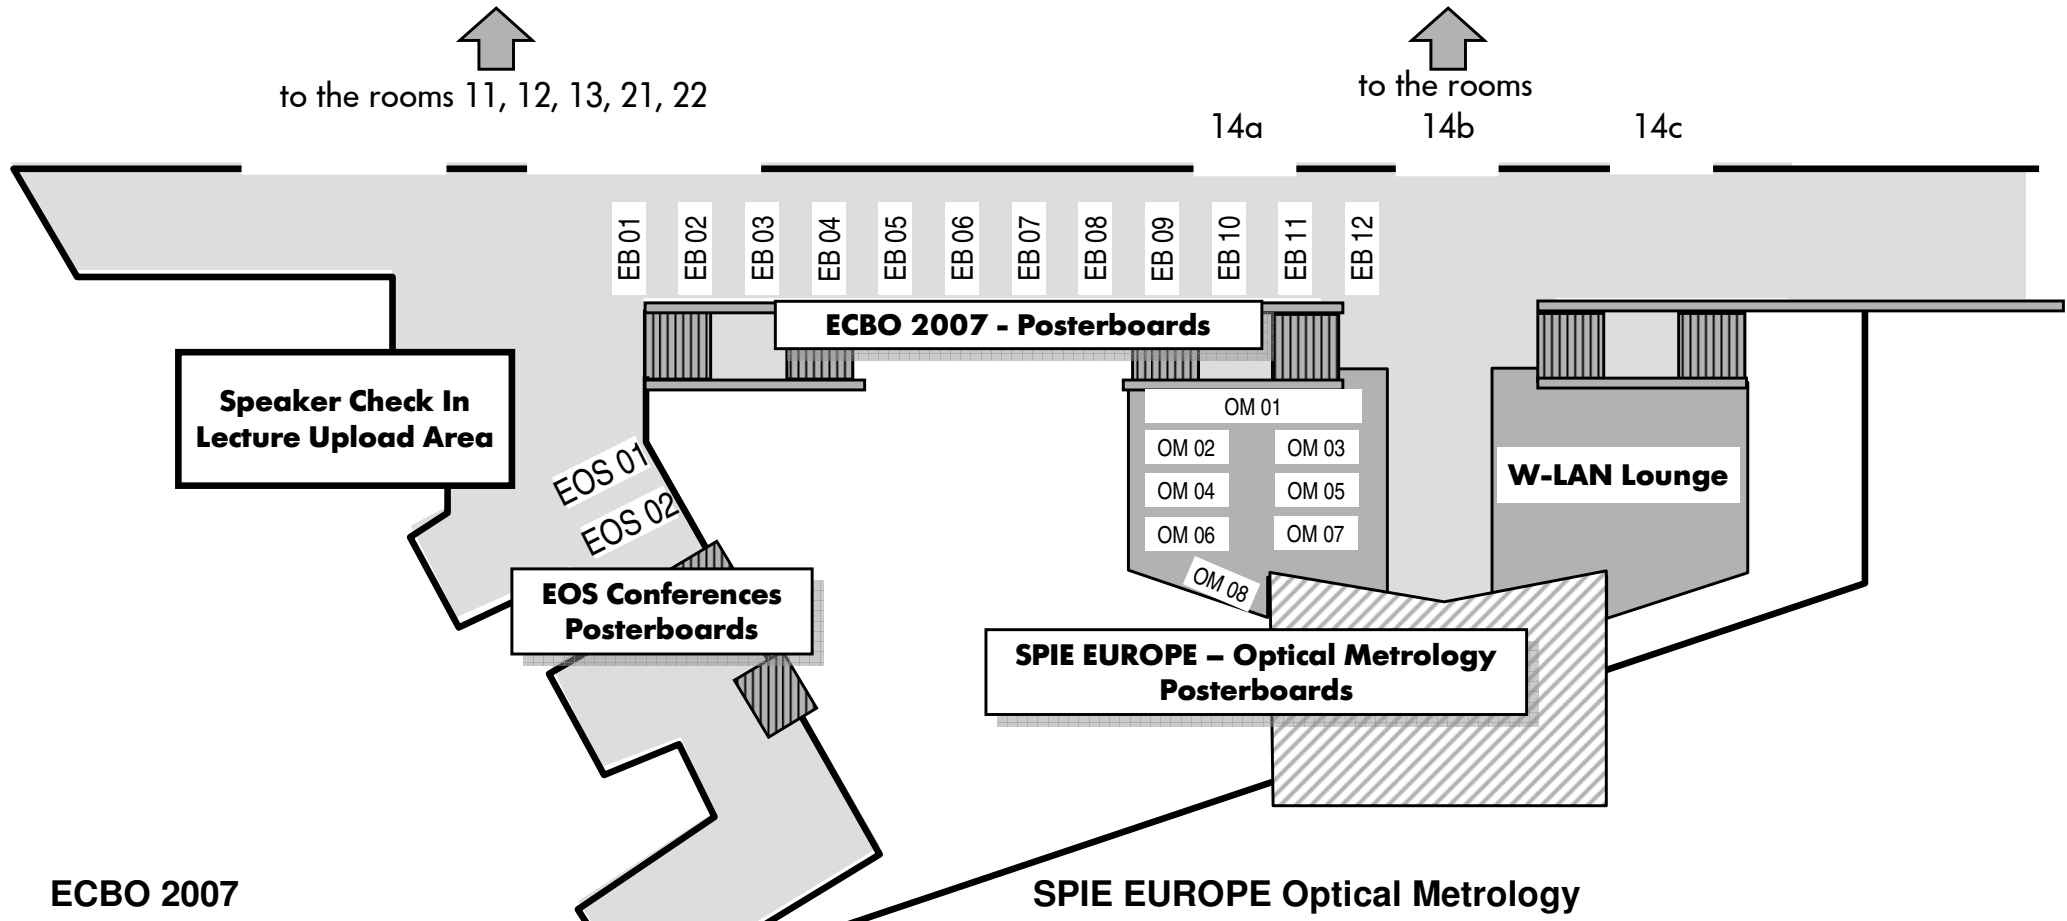 to the rooms 11, 12, 13, 21, 22
to the rooms
14a 14b 14c
EB 01 EB 02 EB 03 EB 04 EB 05 EB 06 EB 07 EB 08 EB 09 EB 10 EB 11 EB 12
ECBO 2007 - Posterboards
Speaker Check In
Lecture Upload Area
EOS 01
EOS 02
EOS Conferences
Posterboards
OM 01
OM 02 OM 03
OM 04 OM 05
OM 06 OM 07
OM 08
W-LAN Lounge
SPIE EUROPE – Optical Metrology
Posterboards
ECBO 2007
SPIE EUROPE Optical Metrology